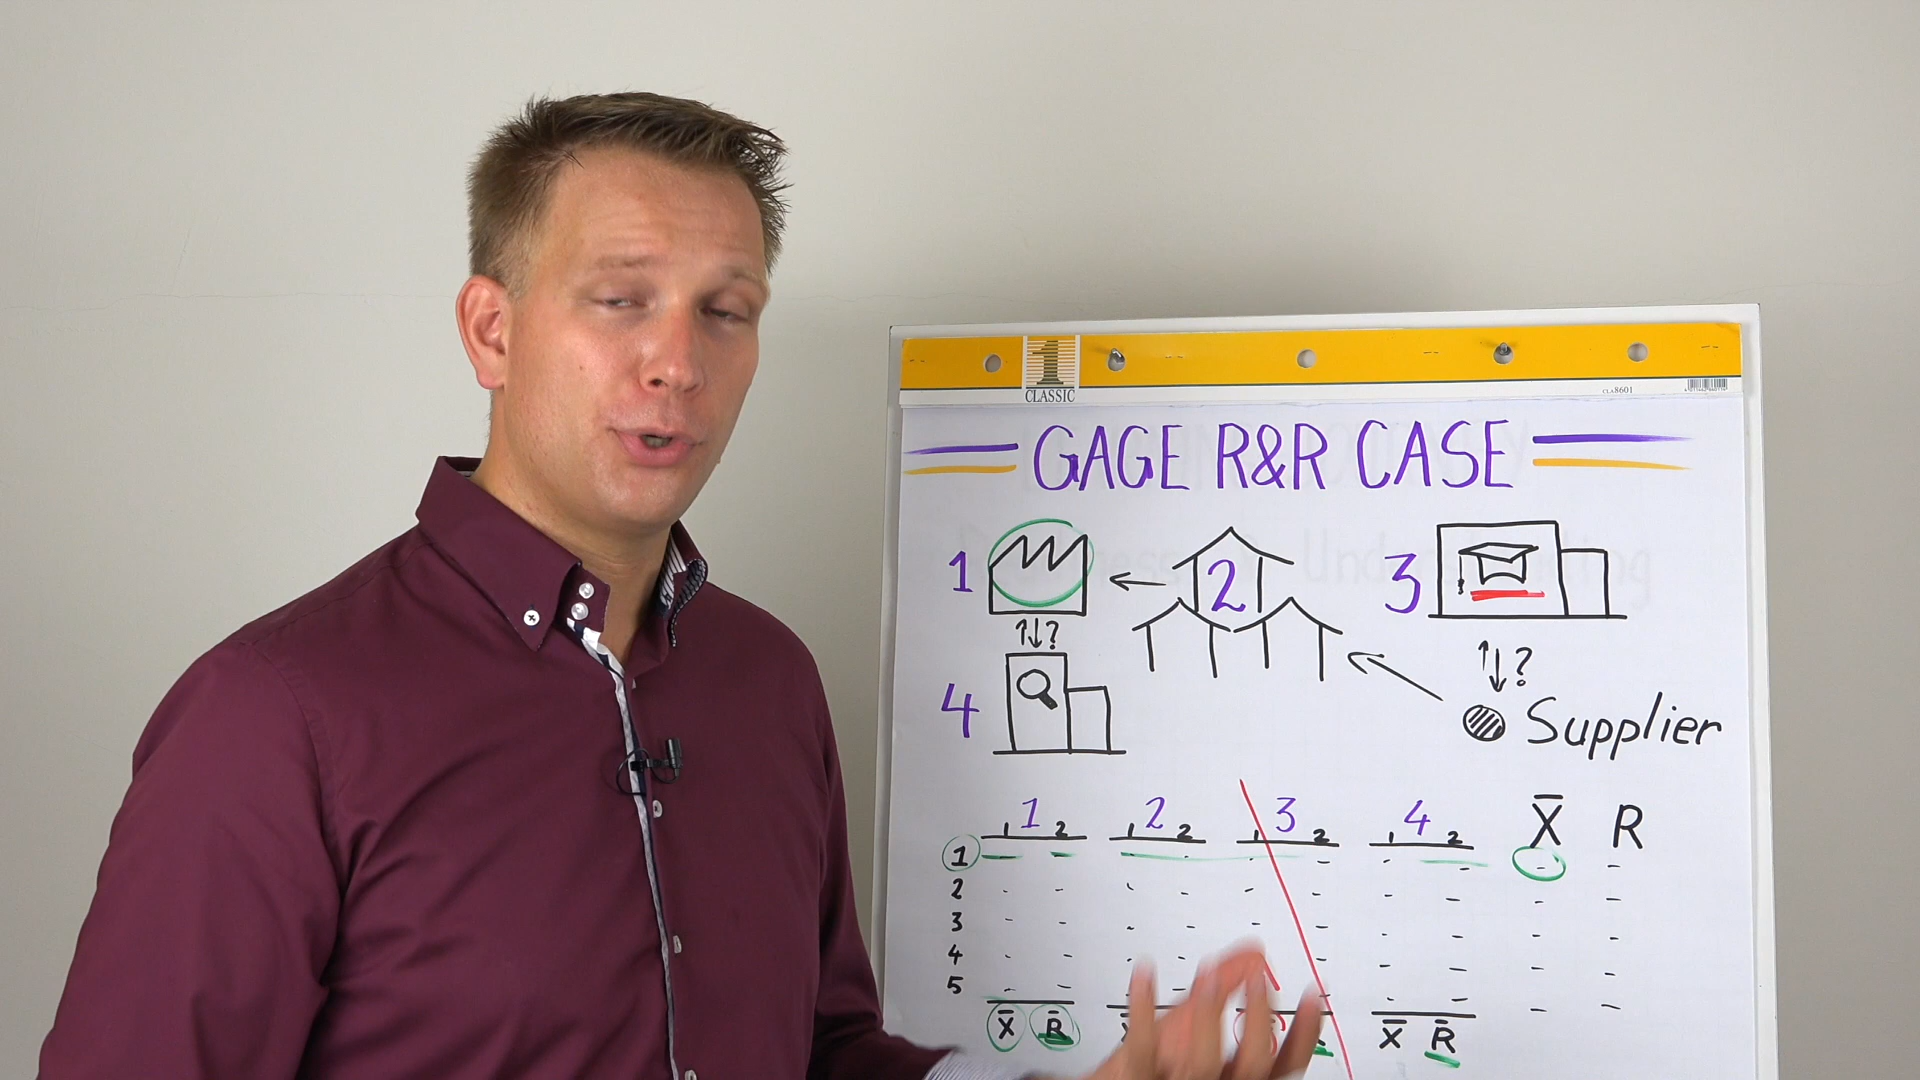 1
CLASSIC
CLA8601
GAGE R&R CASE
1 2 3
↑↓?
↑↓?
4
Supplier
1 2 3 4 X̄ R
1 2 1 2 1 2 1 2
1
2
3
4
5
X̄ R̄ X̄ R̄